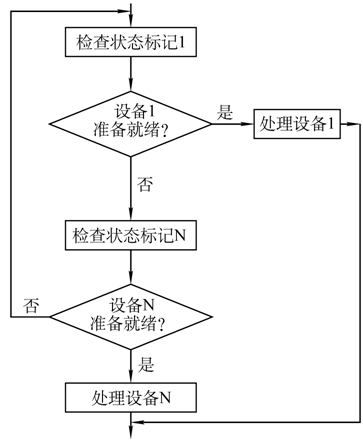 检查状态标记1
设备1
准备就绪?
是
处理设备1
否
检查状态标记N
设备N
准备就绪?
否
是
处理设备N